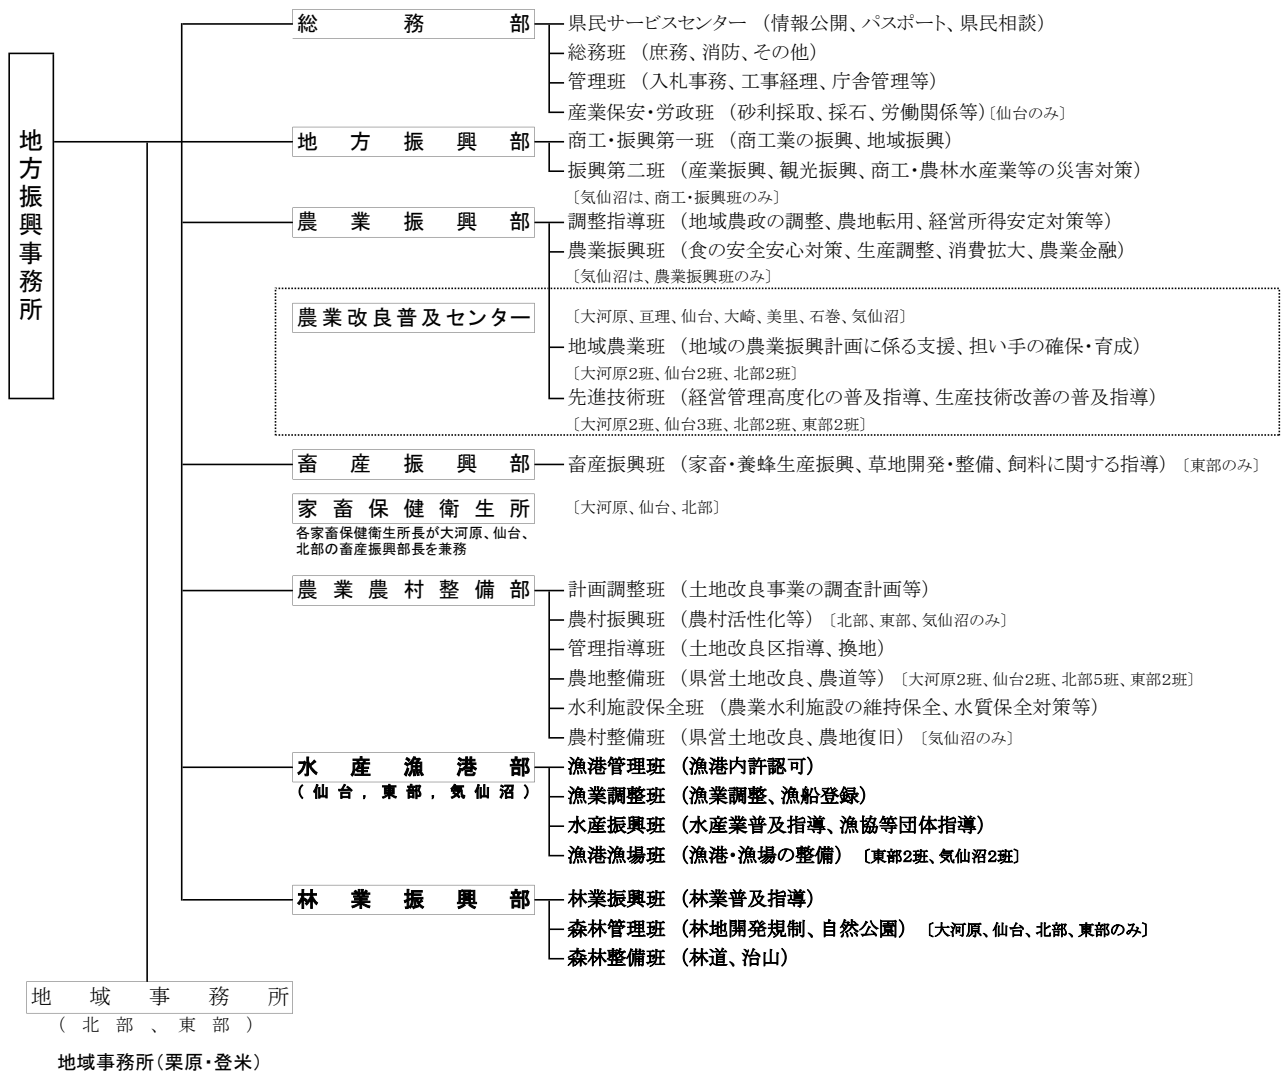 地方振興事務所
総務部
県民サービスセンター （情報公開、パスポート、県民相談）
総務班 （庶務、消防、その他）
管理班 （入札事務、工事経理、庁舎管理等）
産業保安・労政班 （砂利採取、採石、労働関係等）〔仙台のみ〕
地方振興部
商工・振興第一班 （商工業の振興、地域振興）
振興第二班 （産業振興、観光振興、商工・農林水産業等の災害対策）
〔気仙沼は、商工・振興班のみ〕
農業振興部
調整指導班 （地域農政の調整、農地転用、経営所得安定対策等）
農業振興班 （食の安全安心対策、生産調整、消費拡大、農業金融）
〔気仙沼は、農業振興班のみ〕
農業改良普及センター
〔大河原、亘理、仙台、大崎、美里、石巻、気仙沼〕
地域農業班 （地域の農業振興計画に係る支援、担い手の確保・育成）
〔大河原2班、仙台2班、北部2班〕
先進技術班 （経営管理高度化の普及指導、生産技術改善の普及指導）
〔大河原2班、仙台3班、北部2班、東部2班〕
畜産振興部
畜産振興班 （家畜・養蜂生産振興、草地開発・整備、飼料に関する指導） 〔東部のみ〕
家畜保健衛生所
〔大河原、仙台、北部〕
各家畜保健衛生所長が大河原、仙台、
北部の畜産振興部長を兼務
農業農村整備部
計画調整班 （土地改良事業の調査計画等）
農村振興班 （農村活性化等） 〔北部、東部、気仙沼のみ〕
管理指導班 （土地改良区指導、換地）
農地整備班 （県営土地改良、農道等） 〔大河原2班、仙台2班、北部5班、東部2班〕
水利施設保全班 （農業水利施設の維持保全、水質保全対策等）
農村整備班 （県営土地改良、農地復旧） 〔気仙沼のみ〕
水産漁港部
（仙台，東部，気仙沼）
漁港管理班 （漁港内許認可）
漁業調整班 （漁業調整、漁船登録）
水産振興班 （水産業普及指導、漁協等団体指導）
漁港漁場班 （漁港・漁場の整備） 〔東部2班、気仙沼2班〕
林業振興部
林業振興班 （林業普及指導）
森林管理班 （林地開発規制、自然公園） 〔大河原、仙台、北部、東部のみ〕
森林整備班 （林道、治山）
地域事務所
（北部、東部）
地域事務所（栗原・登米）